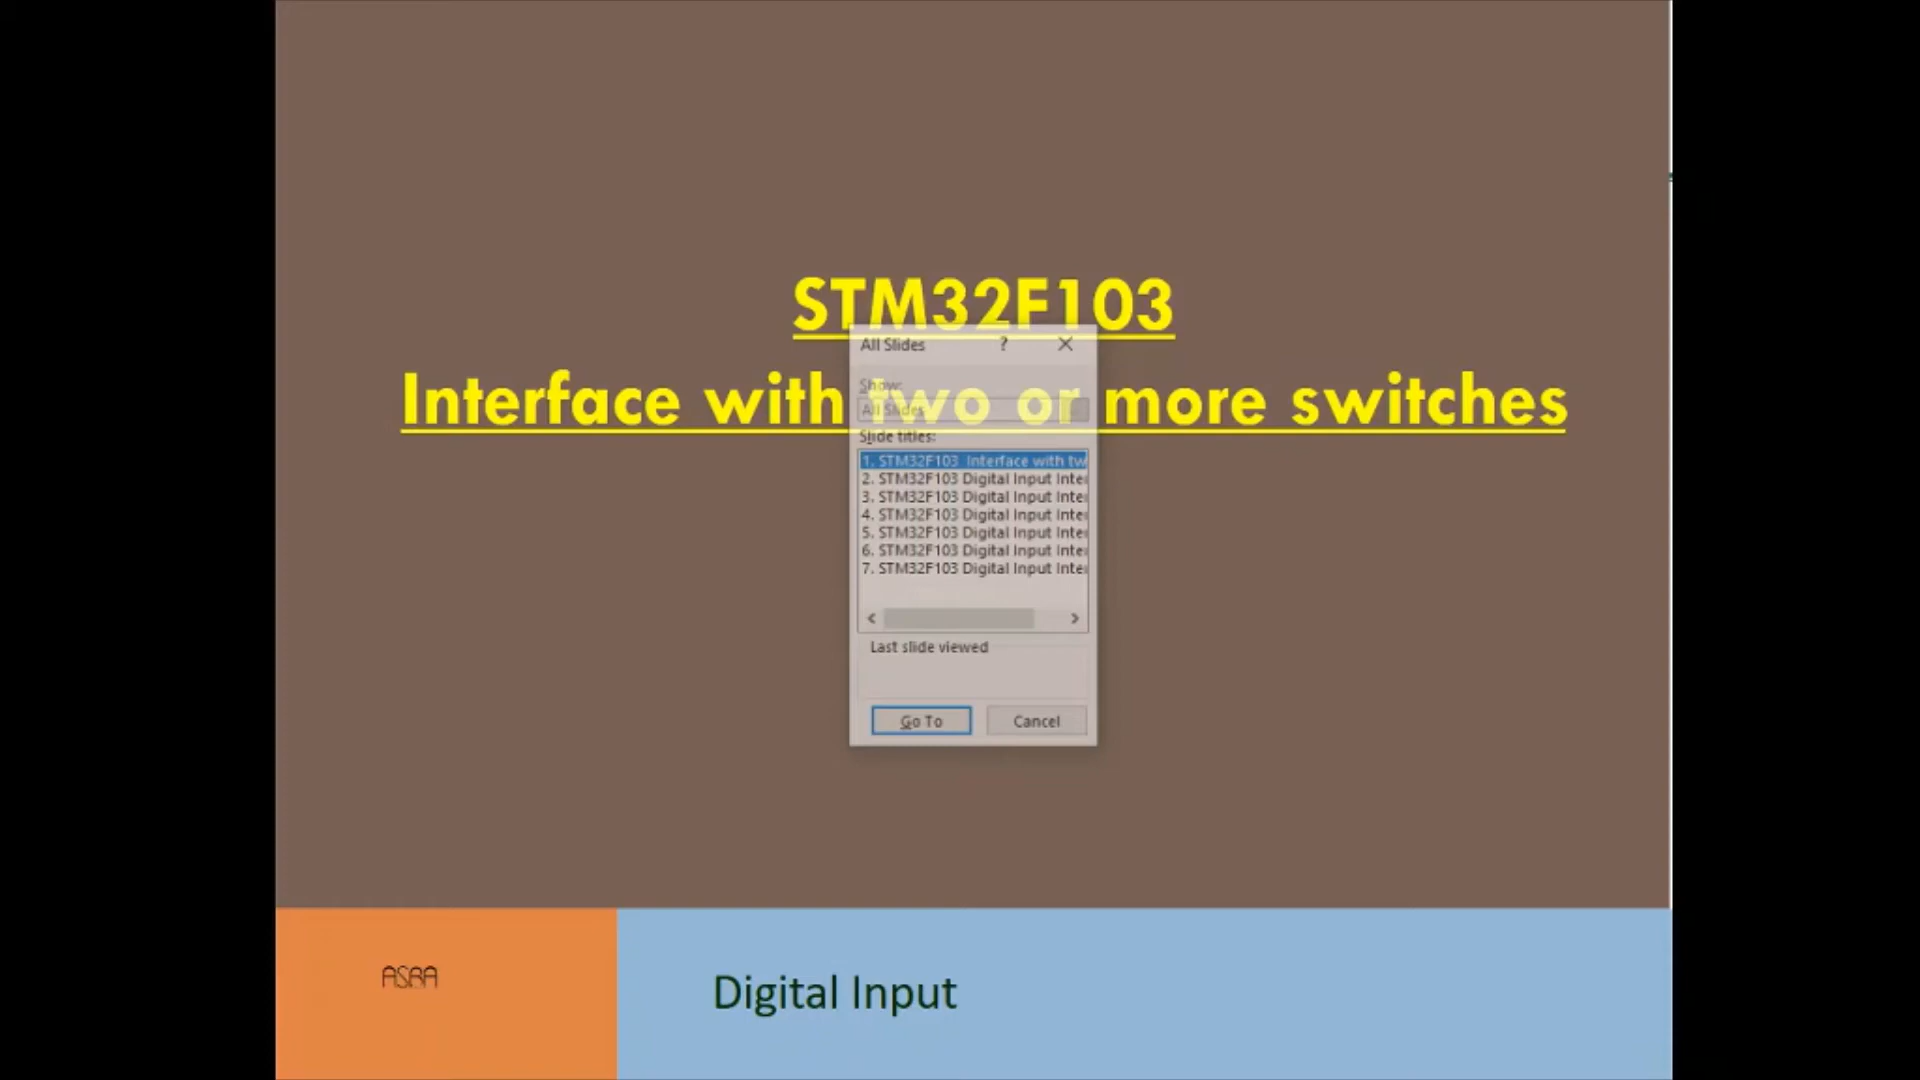 STM32F103
Interface with two or more switches
All Slides ?
Show:
All Slides
Slide titles:
1. STM32F103 Interface with tw
2. STM32F103 Digital Input Inte
3. STM32F103 Digital Input Inte
4. STM32F103 Digital Input Inte
5. STM32F103 Digital Input Inte
6. STM32F103 Digital Input Inte
7. STM32F103 Digital Input Inte
Last slide viewed
Go To Cancel
ASRA
Digital Input